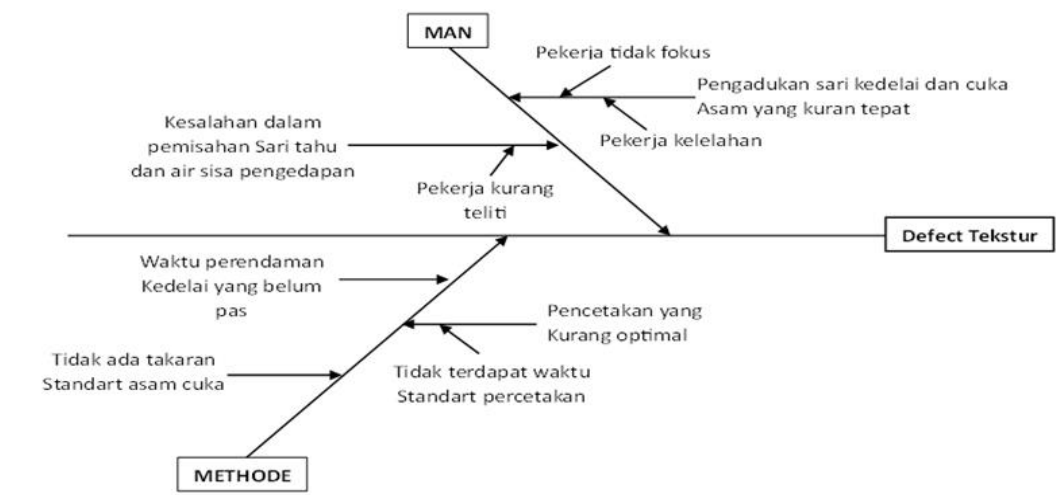 MAN
Pekerja tidak fokus
Pengadukan sari kedelai dan cuka
Asam yang kuran tepat
Pekerja kelelahan
Kesalahan dalam
pemisahan Sari tahu
dan air sisa pengedapan
Pekerja kurang
teliti
Defect Tekstur
Waktu perendaman
Kedelai yang belum
pas
Pencetakan yang
Kurang optimal
Tidak ada takaran
Standart asam cuka
Tidak terdapat waktu
Standart percetakan
METHODE